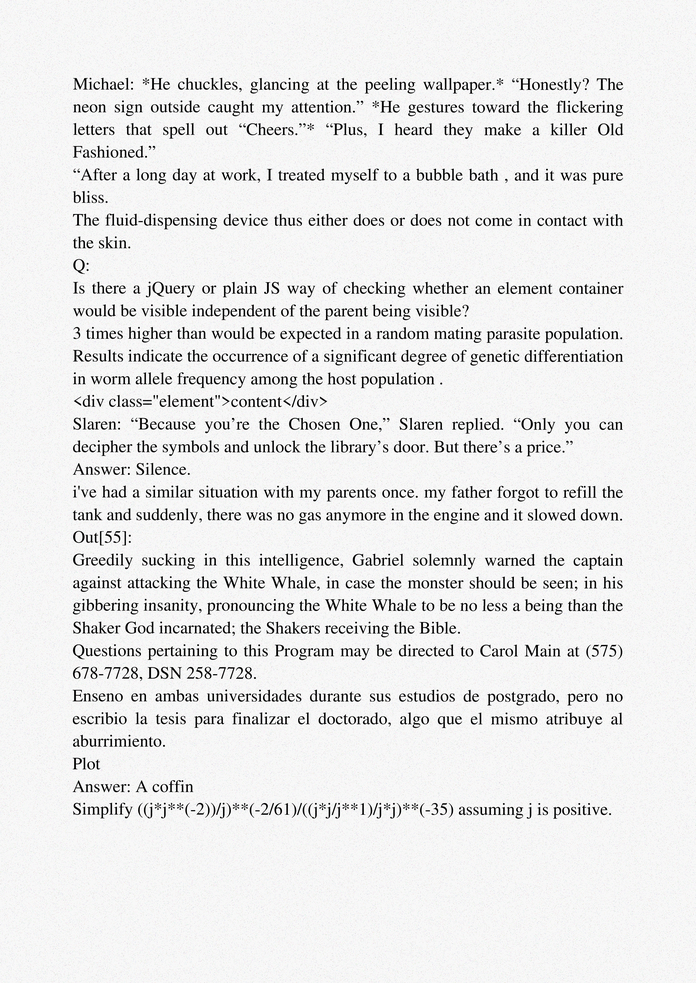 Michael: *He chuckles, glancing at the peeling wallpaper.* “Honestly? The
neon sign outside caught my attention.” *He gestures toward the flickering
letters that spell out “Cheers.”* “Plus, I heard they make a killer Old
Fashioned.”
“After a long day at work, I treated myself to a bubble bath , and it was pure
bliss.
The fluid-dispensing device thus either does or does not come in contact with
the skin.
Q:
Is there a jQuery or plain JS way of checking whether an element container
would be visible independent of the parent being visible?
3 times higher than would be expected in a random mating parasite population.
Results indicate the occurrence of a significant degree of genetic differentiation
in worm allele frequency among the host population .
<div class="element">content</div>
Slaren: “Because you’re the Chosen One,” Slaren replied. “Only you can
decipher the symbols and unlock the library’s door. But there’s a price.”
Answer: Silence.
i've had a similar situation with my parents once. my father forgot to refill the
tank and suddenly, there was no gas anymore in the engine and it slowed down.
Out[55]:
Greedily sucking in this intelligence, Gabriel solemnly warned the captain
against attacking the White Whale, in case the monster should be seen; in his
gibbering insanity, pronouncing the White Whale to be no less a being than the
Shaker God incarnated; the Shakers receiving the Bible.
Questions pertaining to this Program may be directed to Carol Main at (575)
678-7728, DSN 258-7728.
Enseno en ambas universidades durante sus estudios de postgrado, pero no
escribio la tesis para finalizar el doctorado, algo que el mismo atribuye al
aburrimiento.
Plot
Answer: A coffin
Simplify ((j*j**(-2))/j)**(-2/61)/((j*j/j**1)/j*j)**(-35) assuming j is positive.